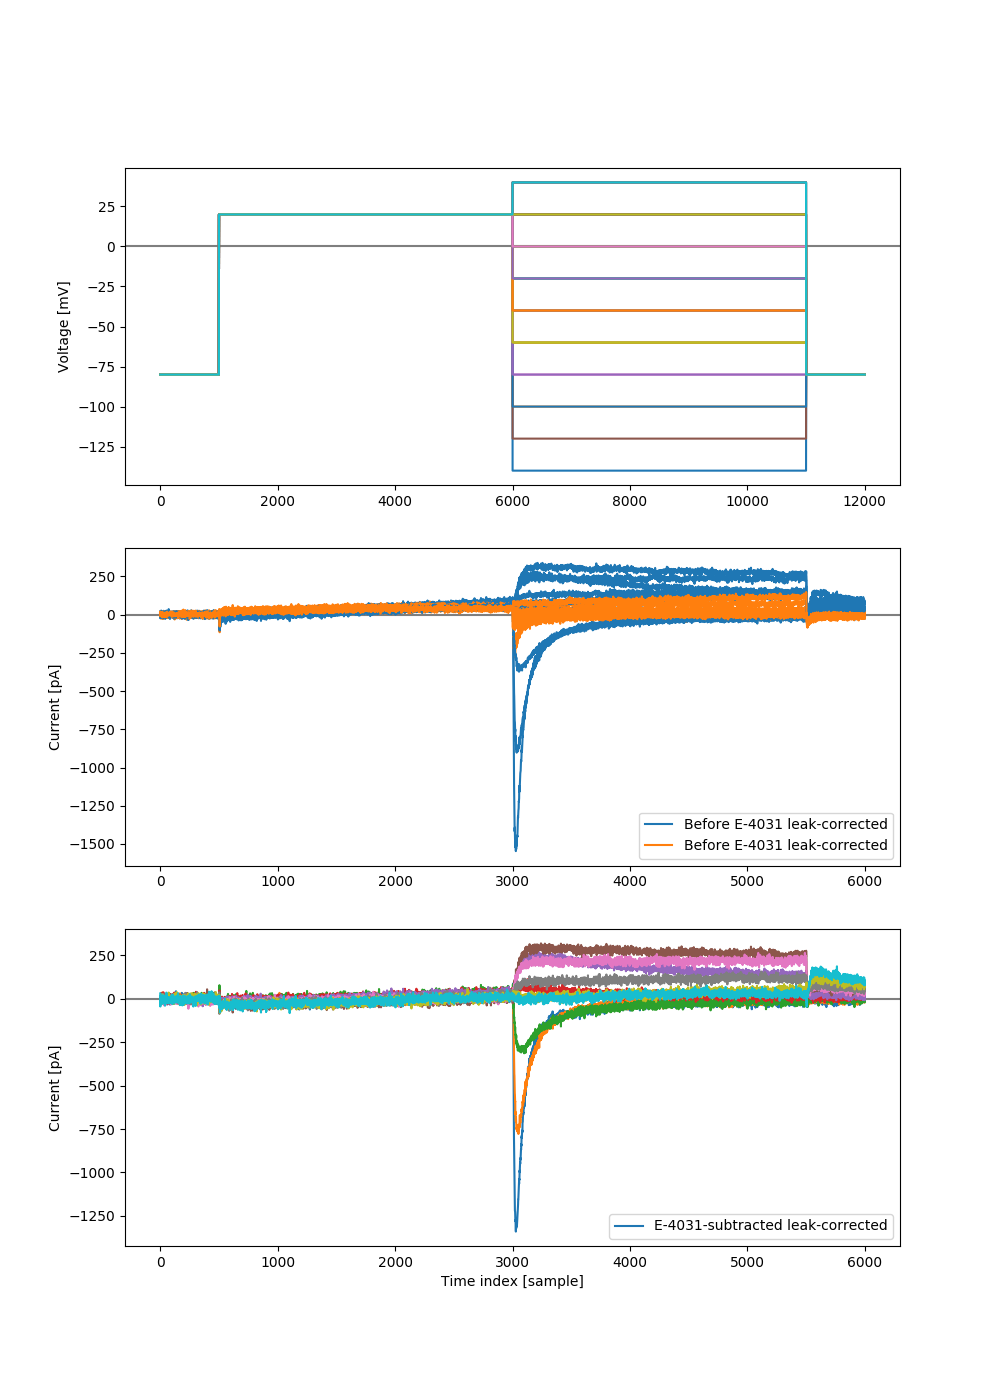 25
0
−25
−50
−75
−100
−125
Voltage [mV]
0 2000 4000 6000 8000 10000 12000
250
0
−250
−500
−750
−1000
−1250
−1500
Current [pA]
Before E-4031 leak-corrected
Before E-4031 leak-corrected
0 1000 2000 3000 4000 5000 6000
250
0
−250
−500
−750
−1000
−1250
Current [pA]
E-4031-subtracted leak-corrected
0 1000 2000 3000 4000 5000 6000
Time index [sample]